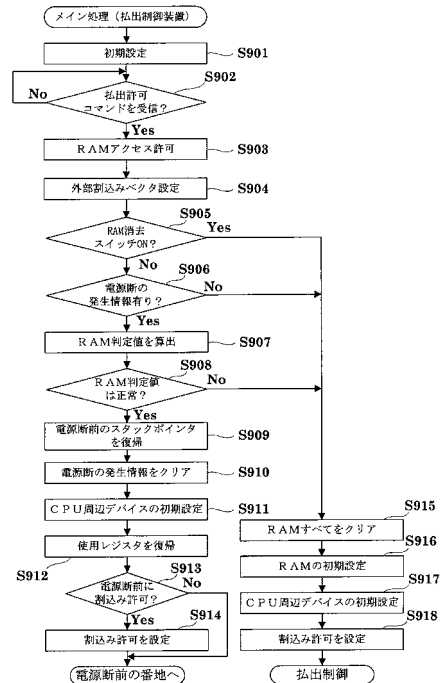 メイン処理(払出制御装置)
初期設定
S901
S902
No
払出許可
コマンドを受信?
Yes
RAMアクセス許可
S903
外部割込みベクタ設定
S904
S905
RAM消去
スイッチON?
Yes
No
S906
電源断の
発生情報有り?
No
Yes
RAM判定値を算出
S907
S908
RAM判定値
は正常?
No
Yes
電源断前のスタックポインタ
を復帰
S909
電源断の発生情報をクリア
S910
CPU周辺デバイスの初期設定
S911
使用レジスタを復帰
S912
S913
電源断前に
割込み許可?
No
Yes
S914
割込み許可を設定
電源断前の番地へ
S915
RAMすべてをクリア
S916
RAMの初期設定
S917
CPU周辺デバイスの初期設定
S918
割込み許可を設定
払出制御